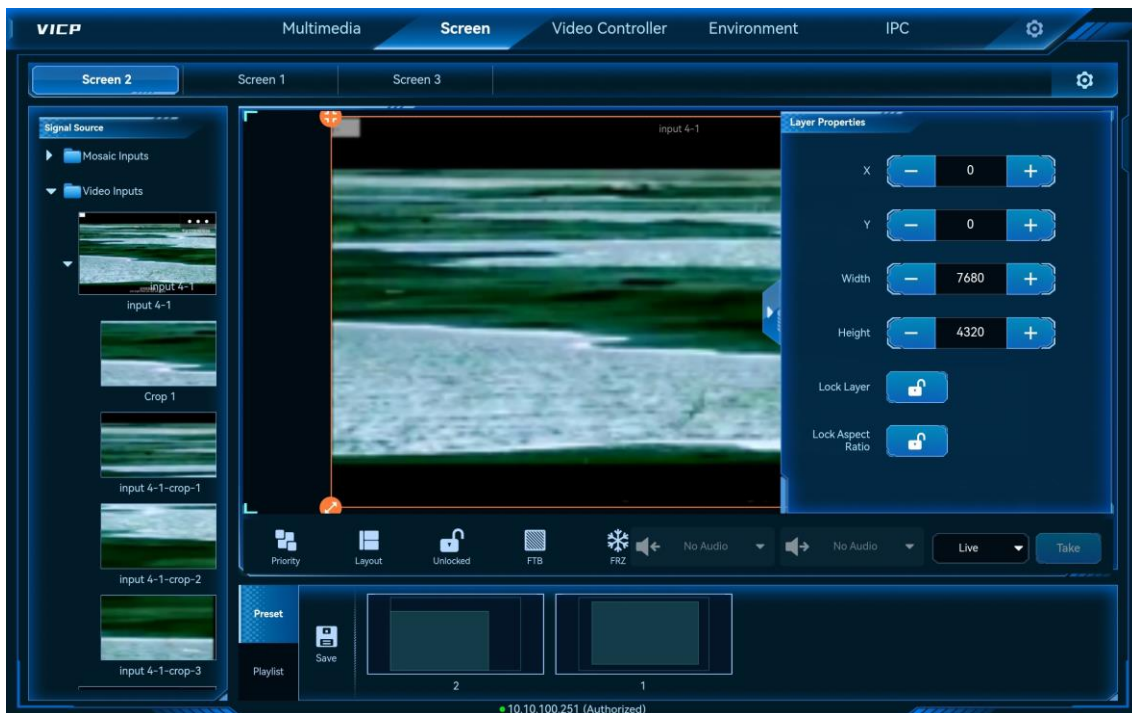 VICP
Multimedia
Screen
Video Controller
Environment
IPC
Screen 2
Screen 1
Screen 3
Signal Source
Mosaic Inputs
Video Inputs
input 4-1
input 4-1
Crop 1
input 4-1-crop-1
input 4-1-crop-2
input 4-1-crop-3
input 4-1
Layer Properties
X
0
Y
0
Width
7680
Height
4320
Lock Layer
Lock Aspect
Ratio
Priority
Layout
Unlocked
FTB
FRZ
No Audio
No Audio
Live
Take
Preset
Playlist
Save
2
1
10.10.100.251 (Authorized)